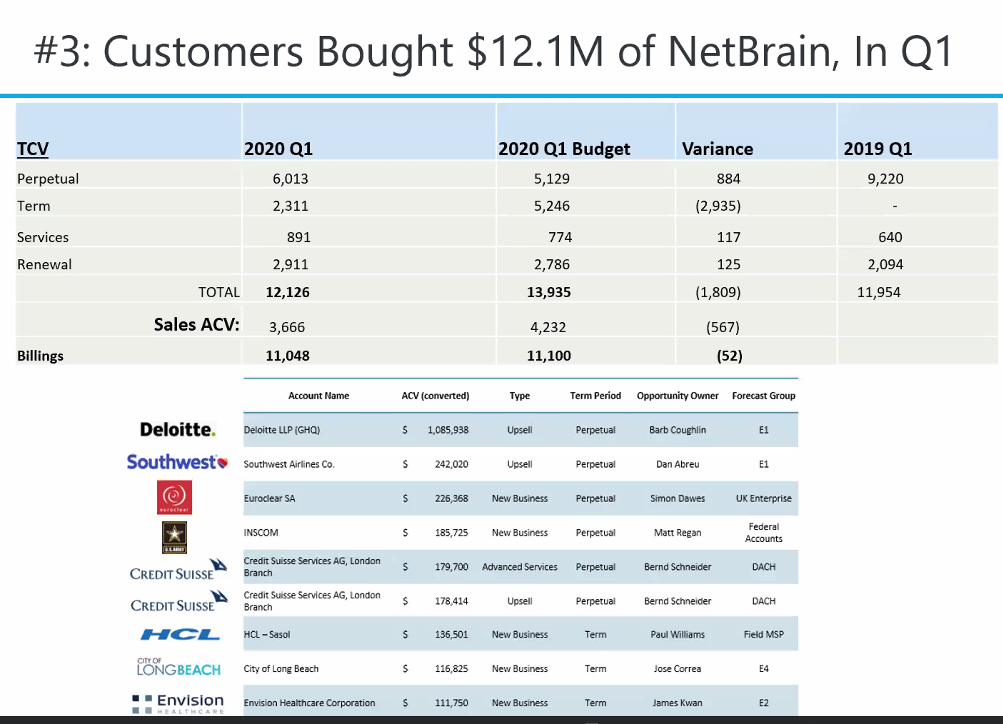 #3: Customers Bought $12.1M of NetBrain, In Q1
TCV 2020 Q1 2020 Q1 Budget Variance 2019 Q1
Perpetual 6,013 5,129 884 9,220
Term 2,311 5,246 (2,935) -
Services 891 774 117 640
Renewal 2,911 2,786 125 2,094
TOTAL 12,126 13,935 (1,809) 11,954
Sales ACV: 3,666 4,232 (567)
Billings 11,048 11,100 (52)
Account Name ACV (converted) Type Term Period Opportunity Owner Forecast Group
Deloitte. Deloitte LLP (GHQ) $ 1,085,938 Upsell Perpetual Barb Coughlin E1
Southwest Southwest Airlines Co. $ 242,020 Upsell Perpetual Dan Abreu E1
euroclear Euroclear SA $ 226,368 New Business Perpetual Simon Dawes UK Enterprise
U.S. ARMY INSCOM $ 185,725 New Business Perpetual Matt Regan Federal
Accounts
CREDIT SUISSE Credit Suisse Services AG, London
Branch $ 179,700 Advanced Services Perpetual Bernd Schneider DACH
CREDIT SUISSE Credit Suisse Services AG, London
Branch $ 178,414 Upsell Perpetual Bernd Schneider DACH
HCL HCL – Sasol $ 136,501 New Business Term Paul Williams Field MSP
CITY OF
LONG BEACH City of Long Beach $ 116,825 New Business Term Jose Correa E4
Envision Envision Healthcare Corporation $ 111,750 New Business Term James Kwan E2
HEALTHCARE